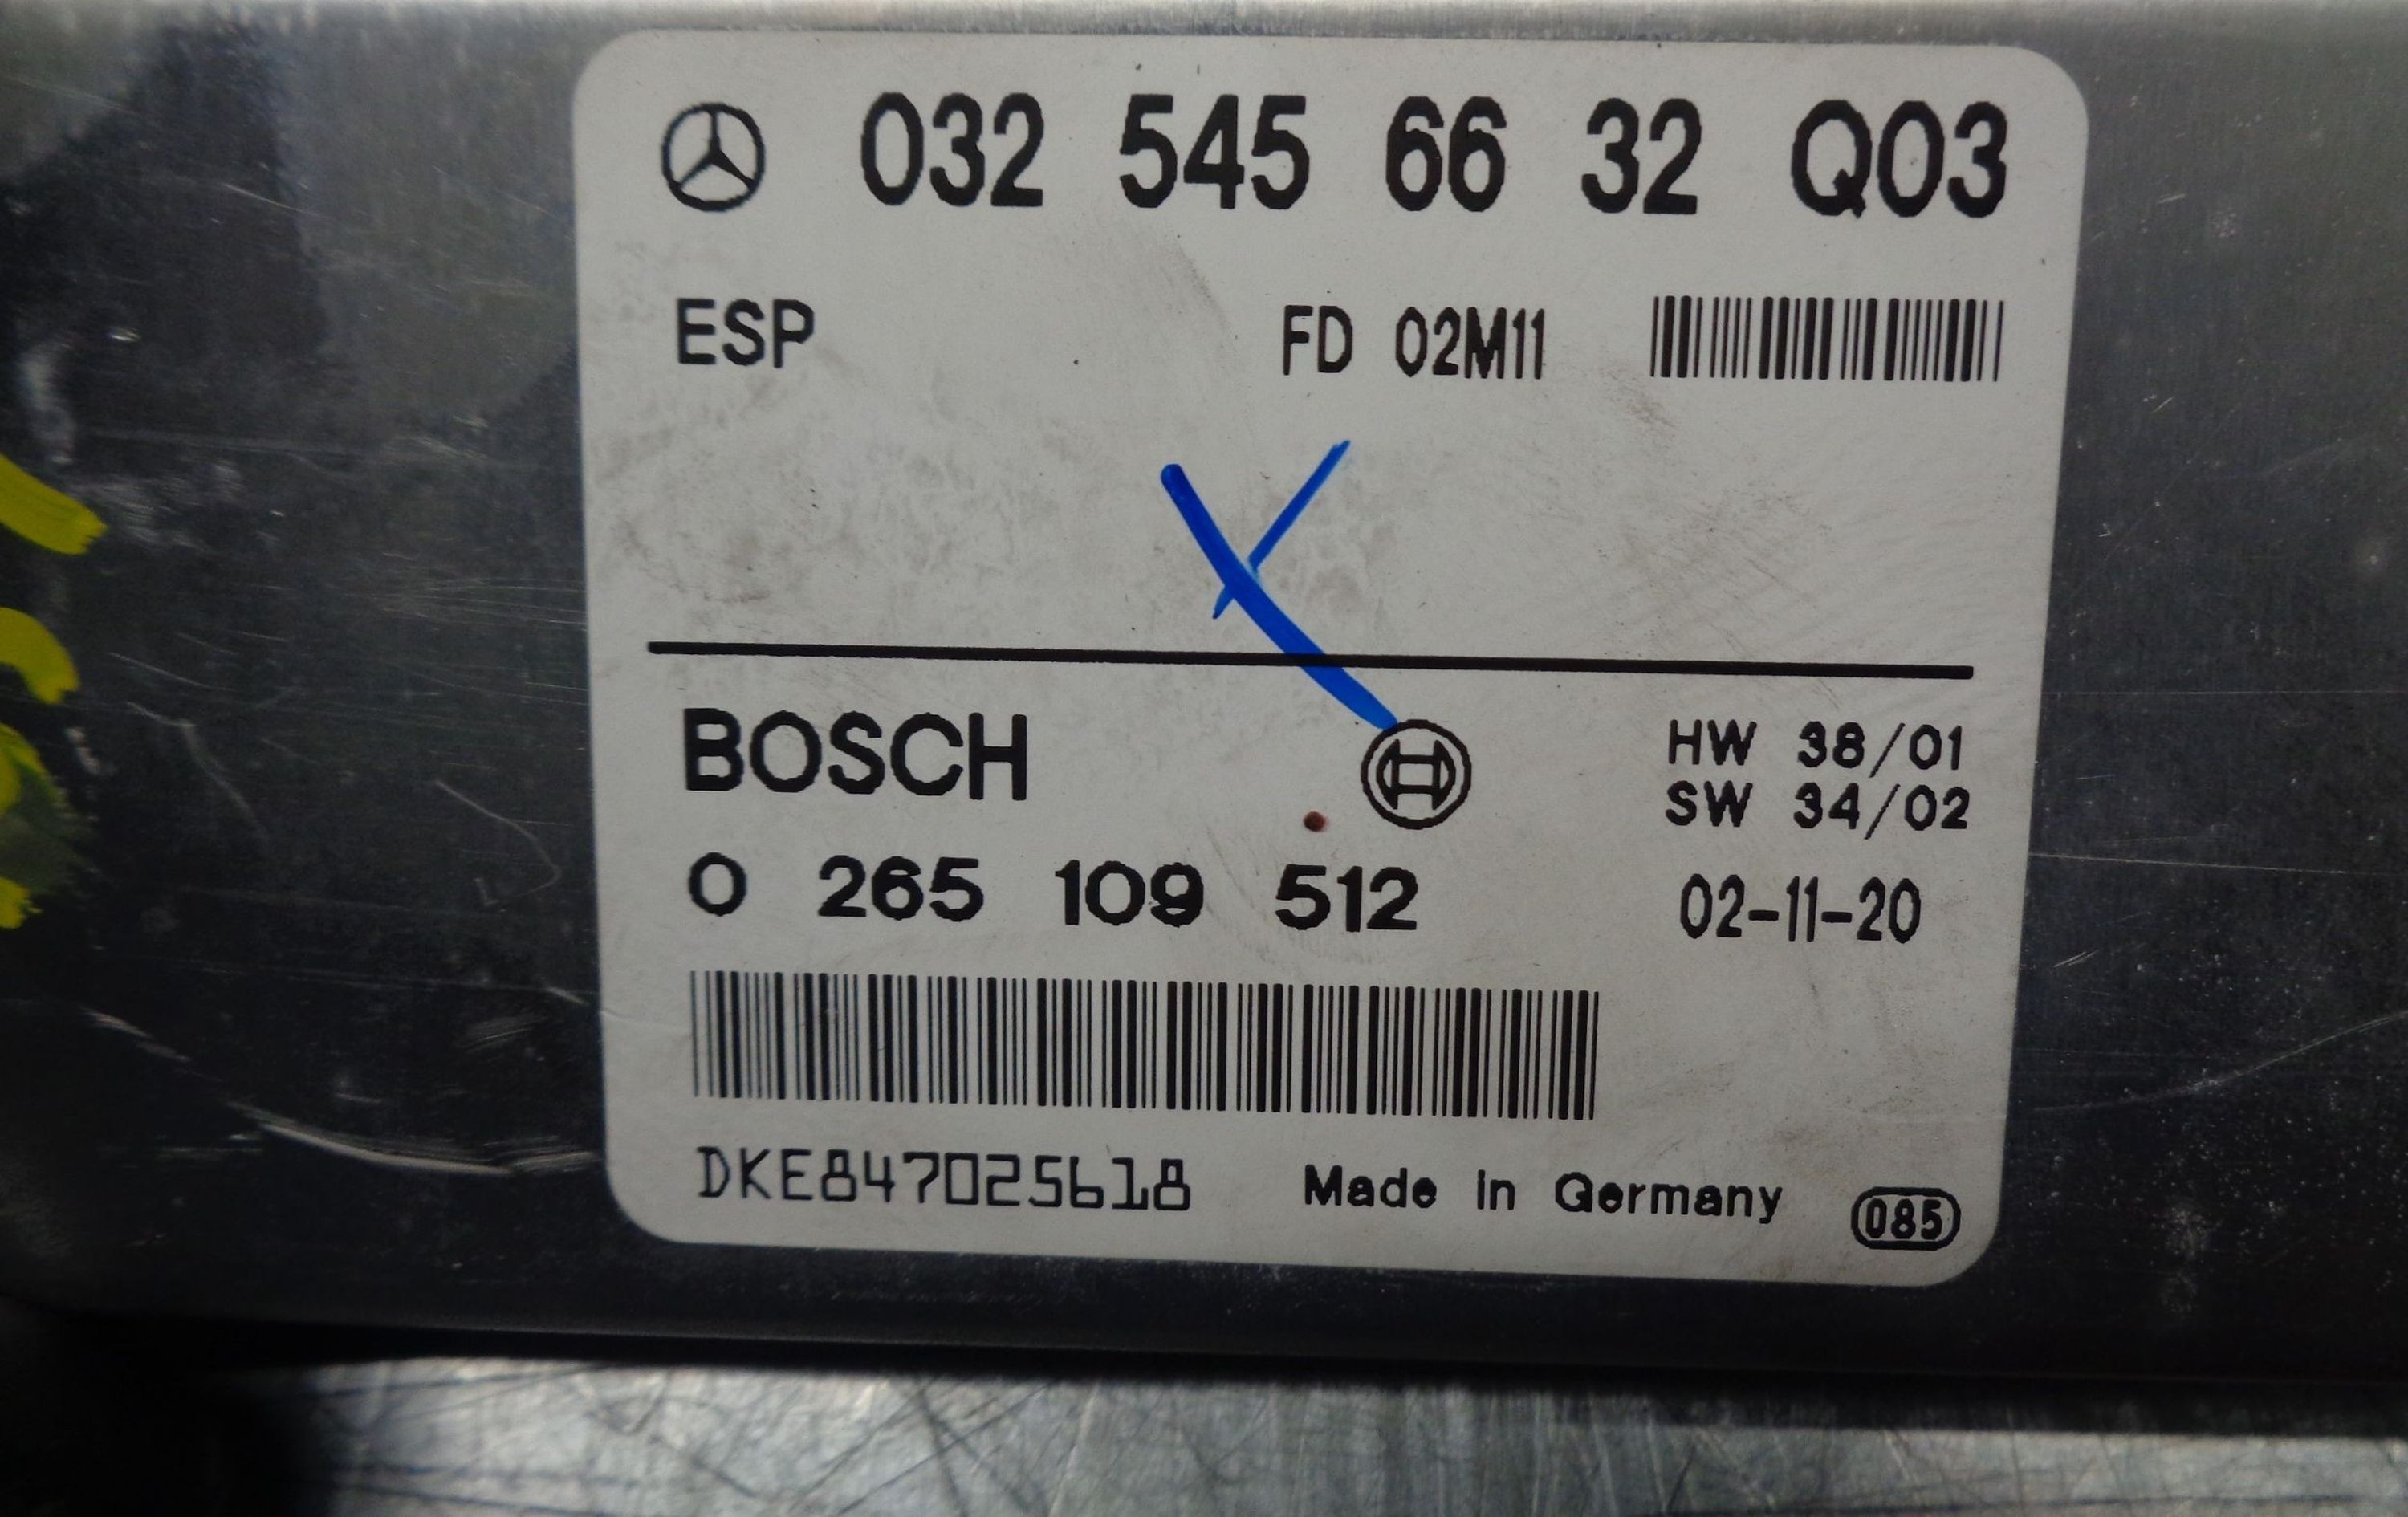 032 545 66 32 Q03
ESP FD 02M11
BOSCH HW 38/01
SW 34/02
0 265 109 512 02-11-20
DKE847025618 Made in Germany 085